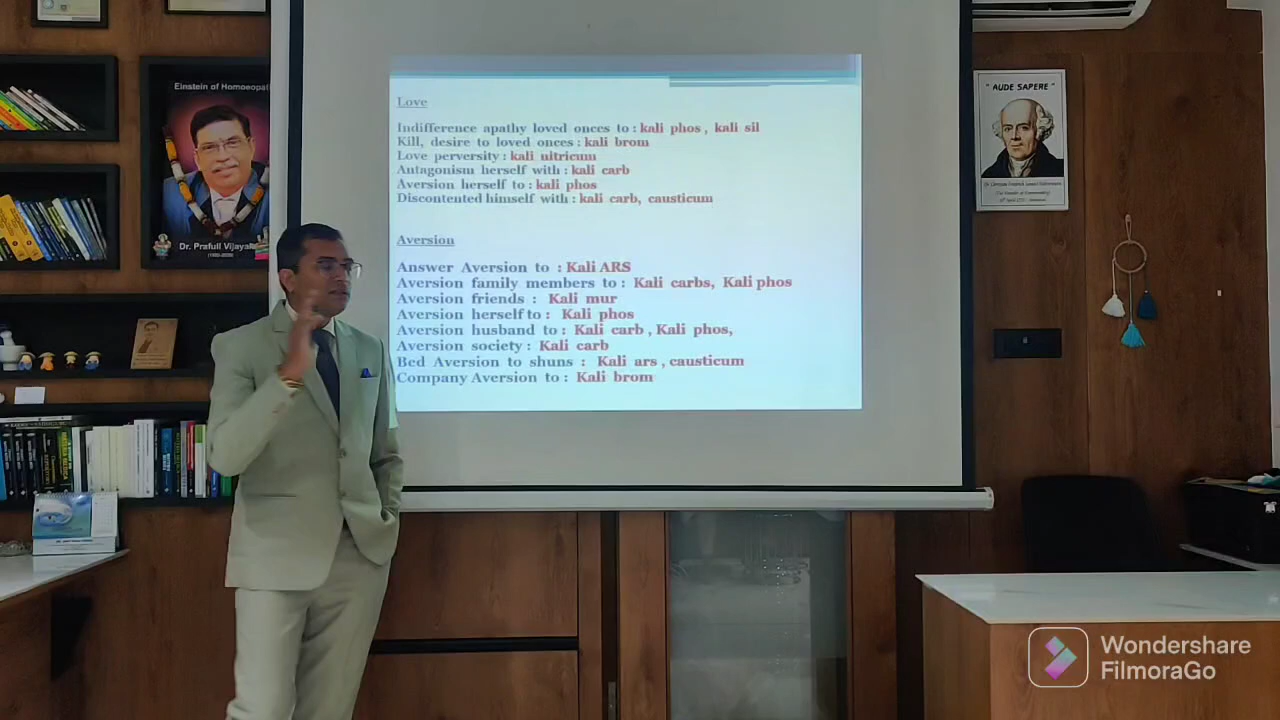 Einstein of Homoeopat
Dr. Prafull Vijayak
Love
Indifference apathy loved onces to : kali phos , kali sil
Kill, desire to loved onces : kali brom
Love perversity : kali nitricum
Antagonism herself with : kali carb
Aversion herself to : kali phos
Discontented himself with : kali carb, causticum
Aversion
Answer Aversion to : Kali ARS
Aversion family members to : Kali carbs, Kali phos
Aversion friends : Kali mur
Aversion herself to : Kali phos
Aversion husband to : Kali carb , Kali phos,
Aversion society : Kali carb
Bed Aversion to shuns : Kali ars , causticum
Company Aversion to : Kali brom
" AUDE SAPERE "
Wondershare
FilmoraGo